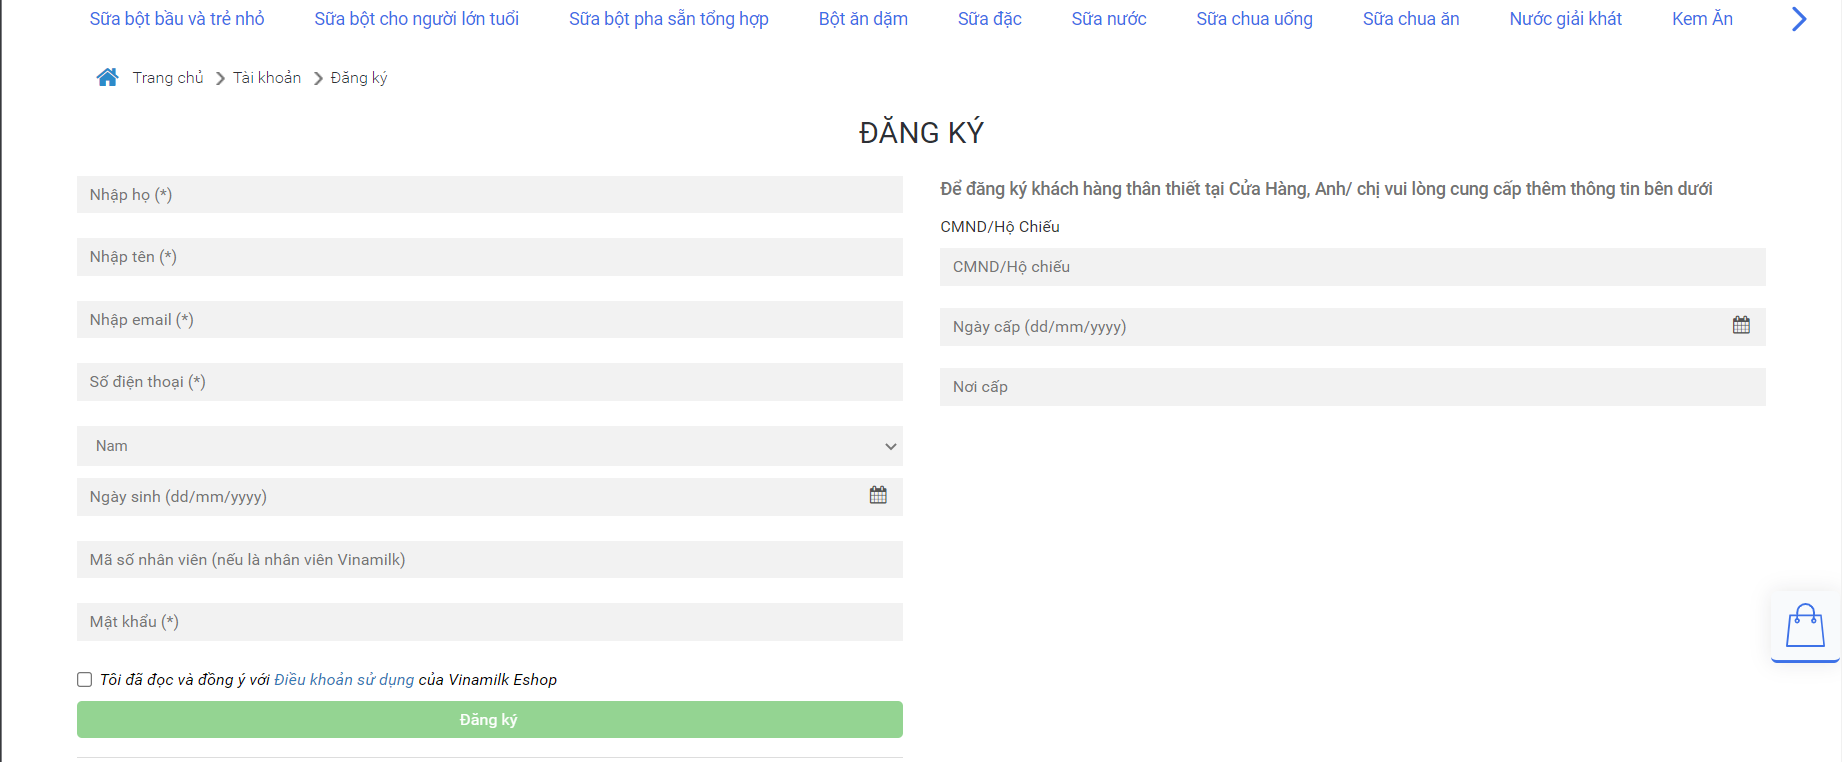 Sữa bột bầu và trẻ nhỏ Sữa bột cho người lớn tuổi Sữa bột pha sẵn tổng hợp Bột ăn dặm Sữa đặc Sữa nước Sữa chua uống Sữa chua ăn Nước giải khát Kem Ăn
Trang chủ Tài khoản Đăng ký
ĐĂNG KÝ
Nhập họ (*)
Nhập tên (*)
Nhập email (*)
Số điện thoại (*)
Nam
Ngày sinh (dd/mm/yyyy)
Mã số nhân viên (nếu là nhân viên Vinamilk)
Mật khẩu (*)
Tôi đã đọc và đồng ý với Điều khoản sử dụng của Vinamilk Eshop
Đăng ký
Để đăng ký khách hàng thân thiết tại Cửa Hàng, Anh/ chị vui lòng cung cấp thêm thông tin bên dưới
CMND/Hộ Chiếu
CMND/Hộ chiếu
Ngày cấp (dd/mm/yyyy)
Nơi cấp